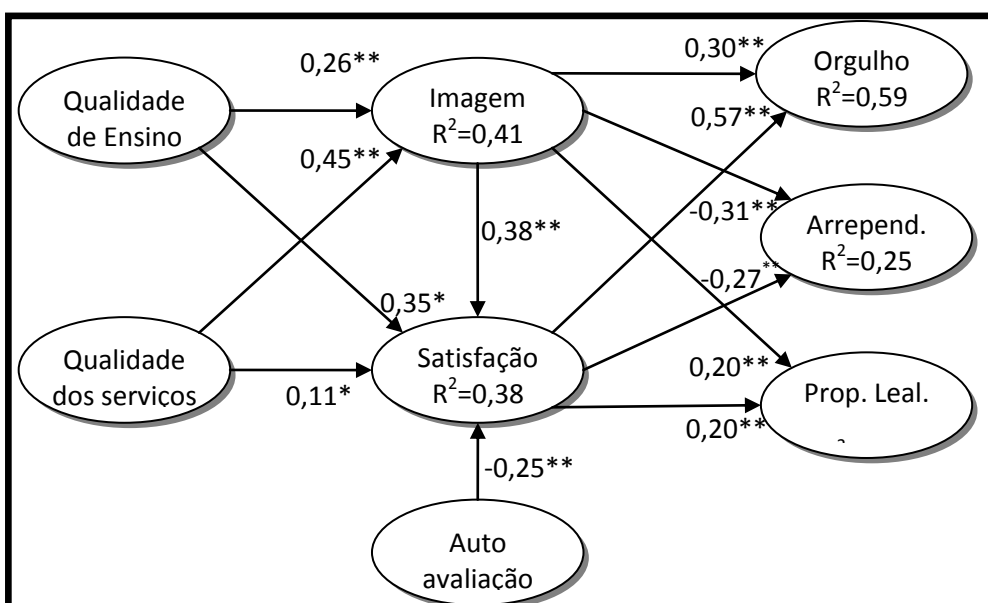 0,26**
0,30**
Orgulho
R²=0,59
Qualidade
de Ensino
Imagem
R²=0,41
0,57**
0,45**
-0,31**
0,38**
Arrepend.
R²=0,25
-0,27**
0,35*
Qualidade
dos serviços
Satisfação
R²=0,38
0,20**
Prop. Leal.
0,11*
0,20**
-0,25**
Auto
avaliação